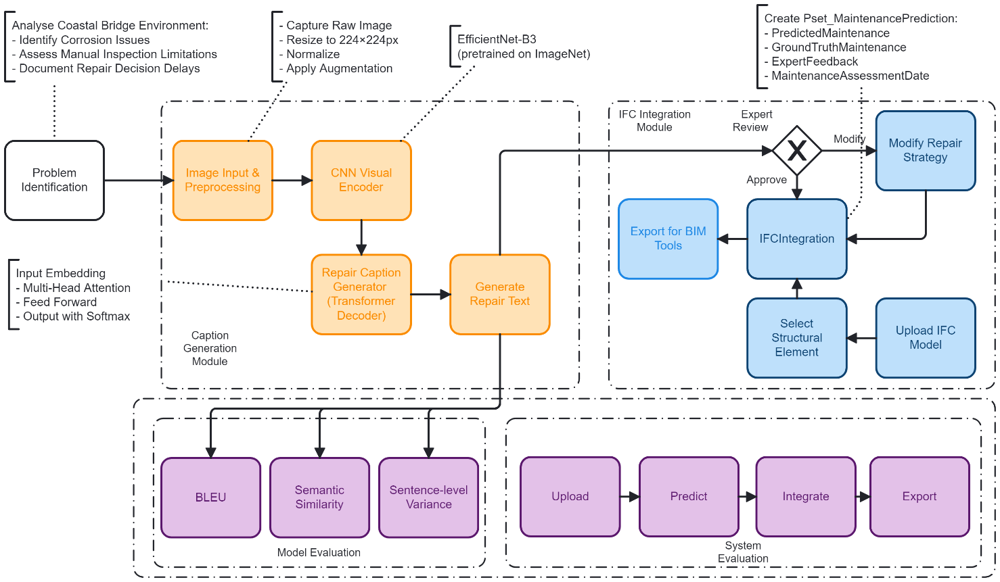 Analyse Coastal Bridge Environment:
- Identify Corrosion Issues
- Assess Manual Inspection Limitations
- Document Repair Decision Delays
- Capture Raw Image
- Resize to 224×224px
- Normalize
- Apply Augmentation
EfficientNet-B3
(pretrained on ImageNet)
Create Pset_MaintenancePrediction:
- PredictedMaintenance
- GroundTruthMaintenance
- ExpertFeedback
- MaintenanceAssessmentDate
Problem
Identification
Image Input &
Preprocessing
CNN Visual
Encoder
IFC Integration
Module
Expert
Review
X
Modify
Modify Repair
Strategy
Approve
Export for BIM
Tools
IFCIntegration
Input Embedding
- Multi-Head Attention
- Feed Forward
- Output with Softmax
Repair Caption
Generator
(Transformer
Decoder)
Generate
Repair Text
Caption
Generation
Module
Select
Structural
Element
Upload IFC
Model
BLEU
Semantic
Similarity
Sentence-level
Variance
Model Evaluation
Upload
Predict
Integrate
Export
System
Evaluation